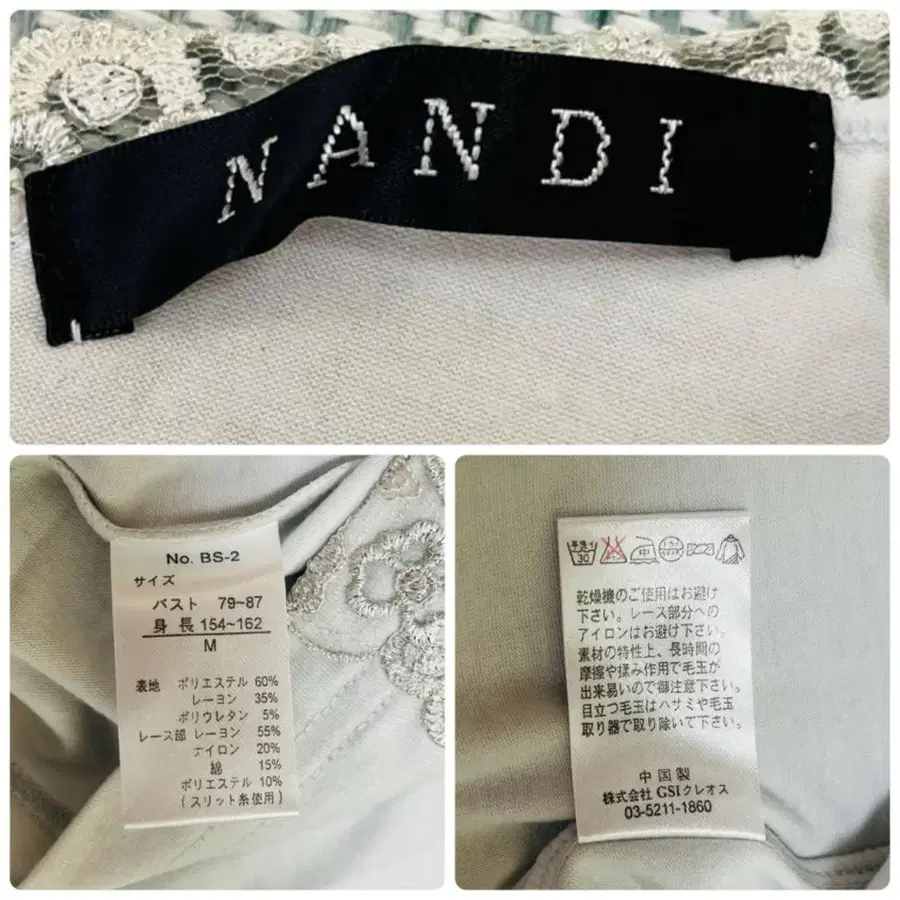 NANDI
No. BS-2
サイズ
バスト 79~87
身長 154~162
M
表地 ポリエステル 60%
レーヨン 35%
ポリウレタン 5%
レース部 レーヨン 55%
ナイロン 20%
綿 15%
ポリエステル 10%
(スリット糸使用)
手洗イ
30
中
乾燥機のご使用はお避け
下さい。レース部分への
アイロンはお避け下さい。
素材の特性上、長時間の
摩擦や揉み作用で毛玉が
出来易いので御注意下さい。
目立つ毛玉はハサミや毛玉
取り器で取り除いて下さい。
中国製
株式会社 GSIクレオス
03-5211-1860